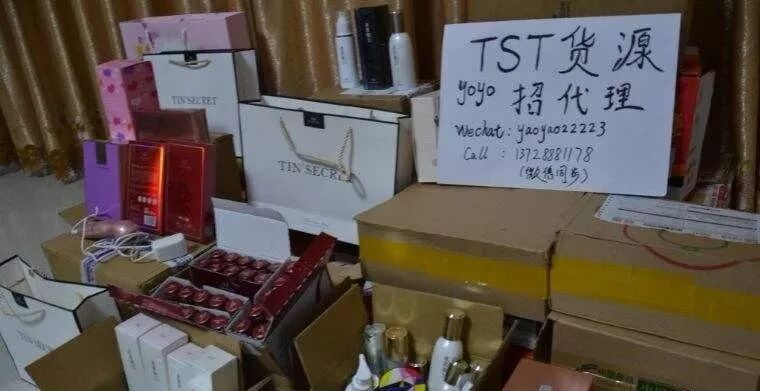 TST货源
yoyo 招代理
Wechat: yaoyao22223
Call: 13728881178
(微信同步)
TIN SECRET
TIN SECRET